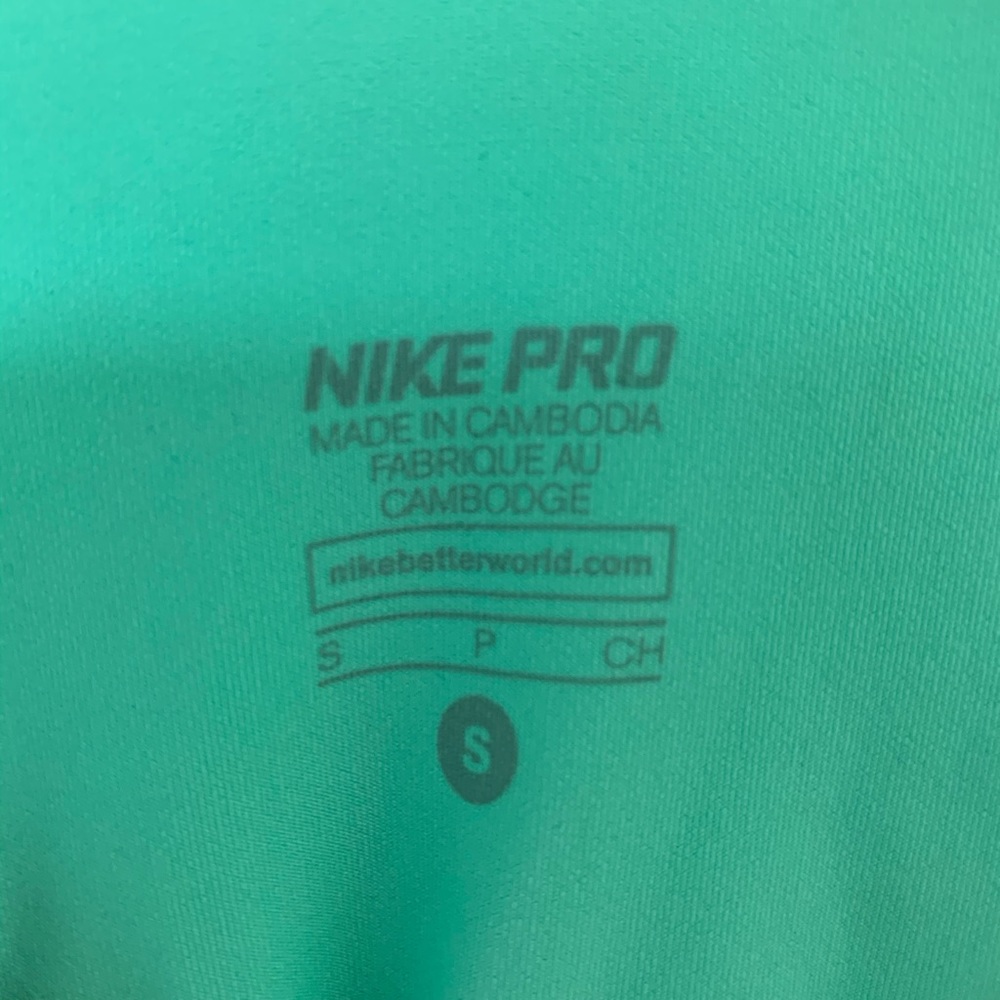 NIKE PRO
MADE IN CAMBODIA
FABRIQUE AU
CAMBODGE
nikebetterworld.com
S P CH
S